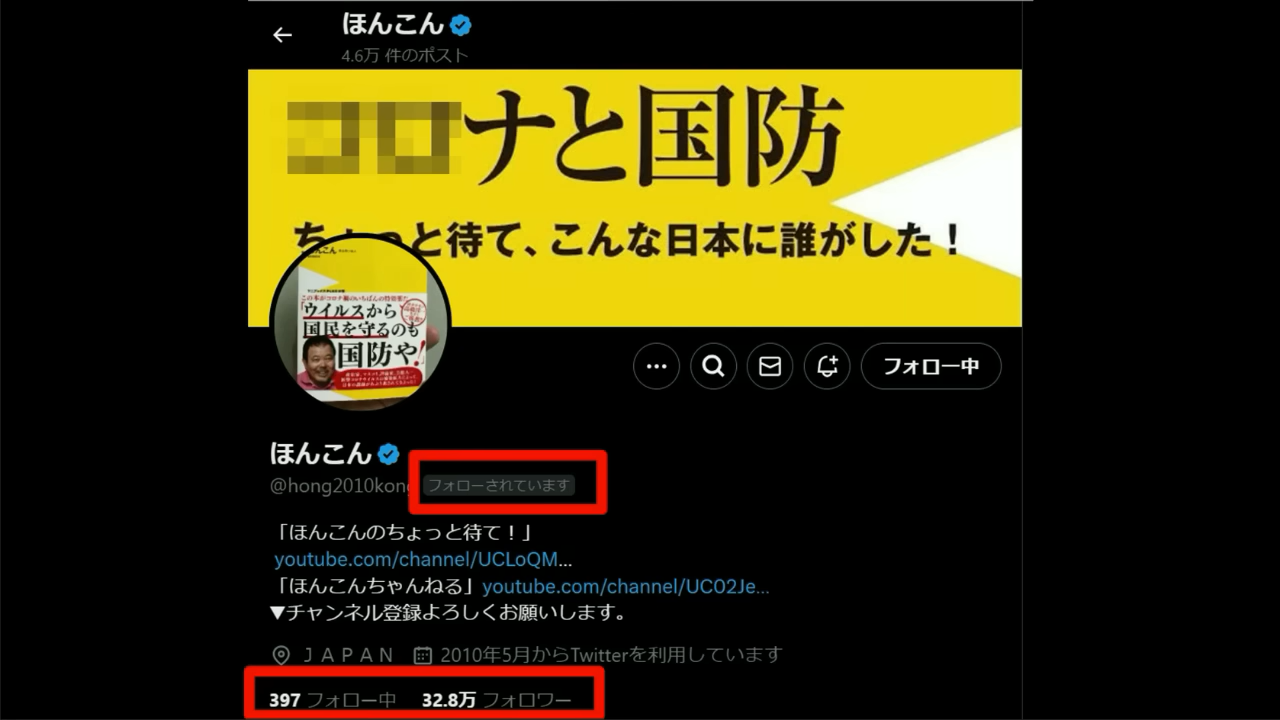 ほんこん
4.6万 件のポスト
ナと国防
ちょっと待て、こんな日本に誰がした！
ほんこん
「ウイルスから
国民を守るのも
国防や!
フォロー中
ほんこん
@hong2010kong
フォローされています
「ほんこんのちょっと待て！」
youtube.com/channel/UCLoQM...
「ほんこんちゃんねる」youtube.com/channel/UC02Je...
▼チャンネル登録よろしくお願いします。
ＪＡＰＡＮ 2010年5月からTwitterを利用しています
397 フォロー中 32.8万 フォロワー